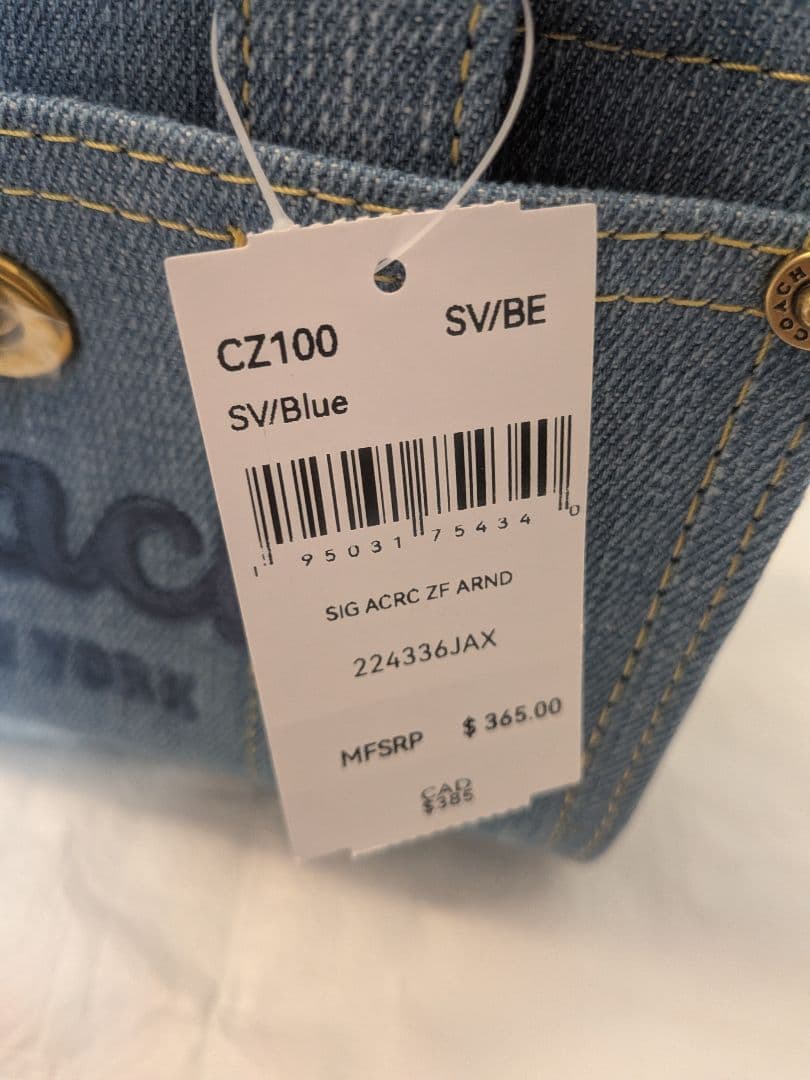 CZ100 SV/BE
SV/Blue
1 95031 75434 0
SIG ACRC ZF ARND
224336JAX
MFSRP $ 365.00
CAD
$385
COACH
YORK